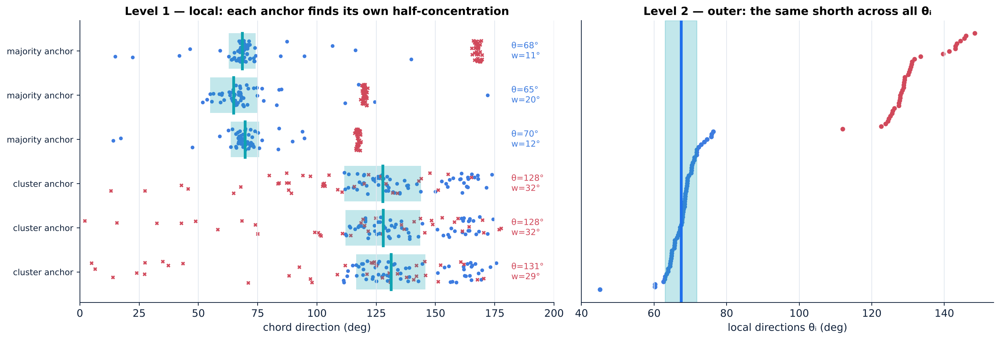 Level 1 — local: each anchor finds its own half-concentration
majority anchor
θ=68°
w=11°
majority anchor
θ=65°
w=20°
majority anchor
θ=70°
w=12°
cluster anchor
θ=128°
w=32°
cluster anchor
θ=128°
w=32°
cluster anchor
θ=131°
w=29°
0 25 50 75 100 125 150 175 200
chord direction (deg)
Level 2 — outer: the same shorth across all θᵢ
40 60 80 100 120 140
local directions θᵢ (deg)